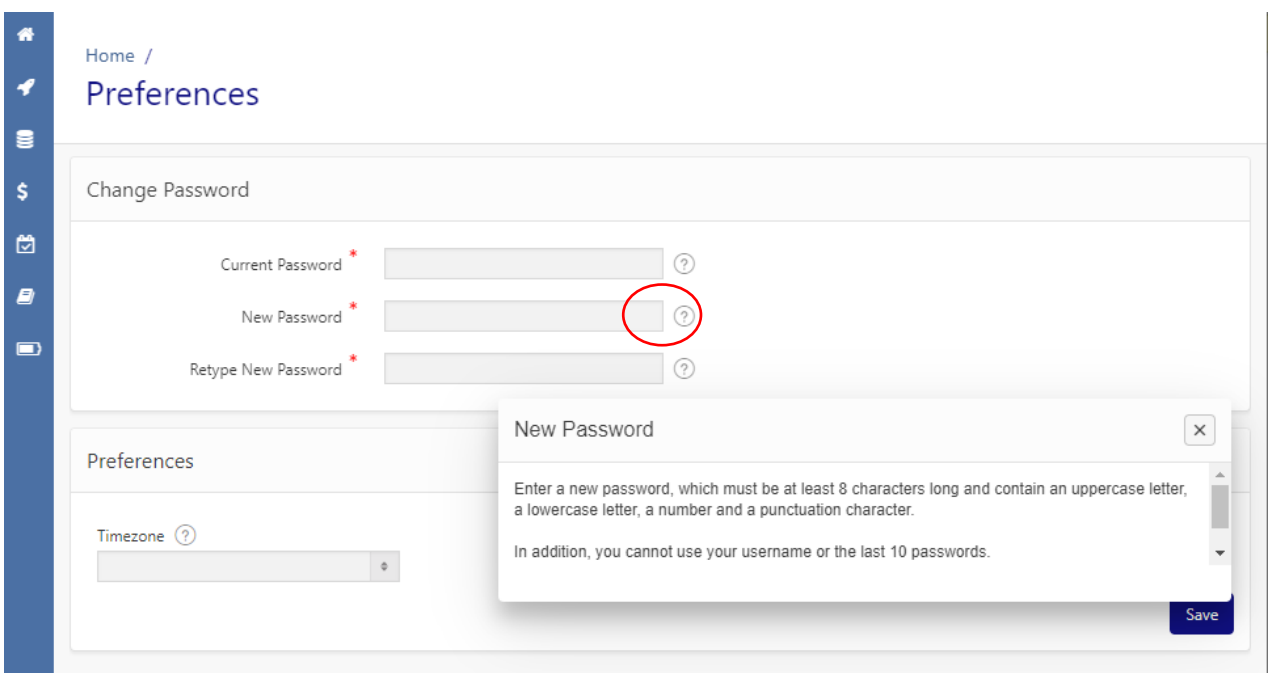 Home /
Preferences
Change Password
Current Password *
?
New Password *
?
Retype New Password *
?
New Password
×
Enter a new password, which must be at least 8 characters long and contain an uppercase letter,
a lowercase letter, a number and a punctuation character.
In addition, you cannot use your username or the last 10 passwords.
Preferences
Timezone ?
Save
$